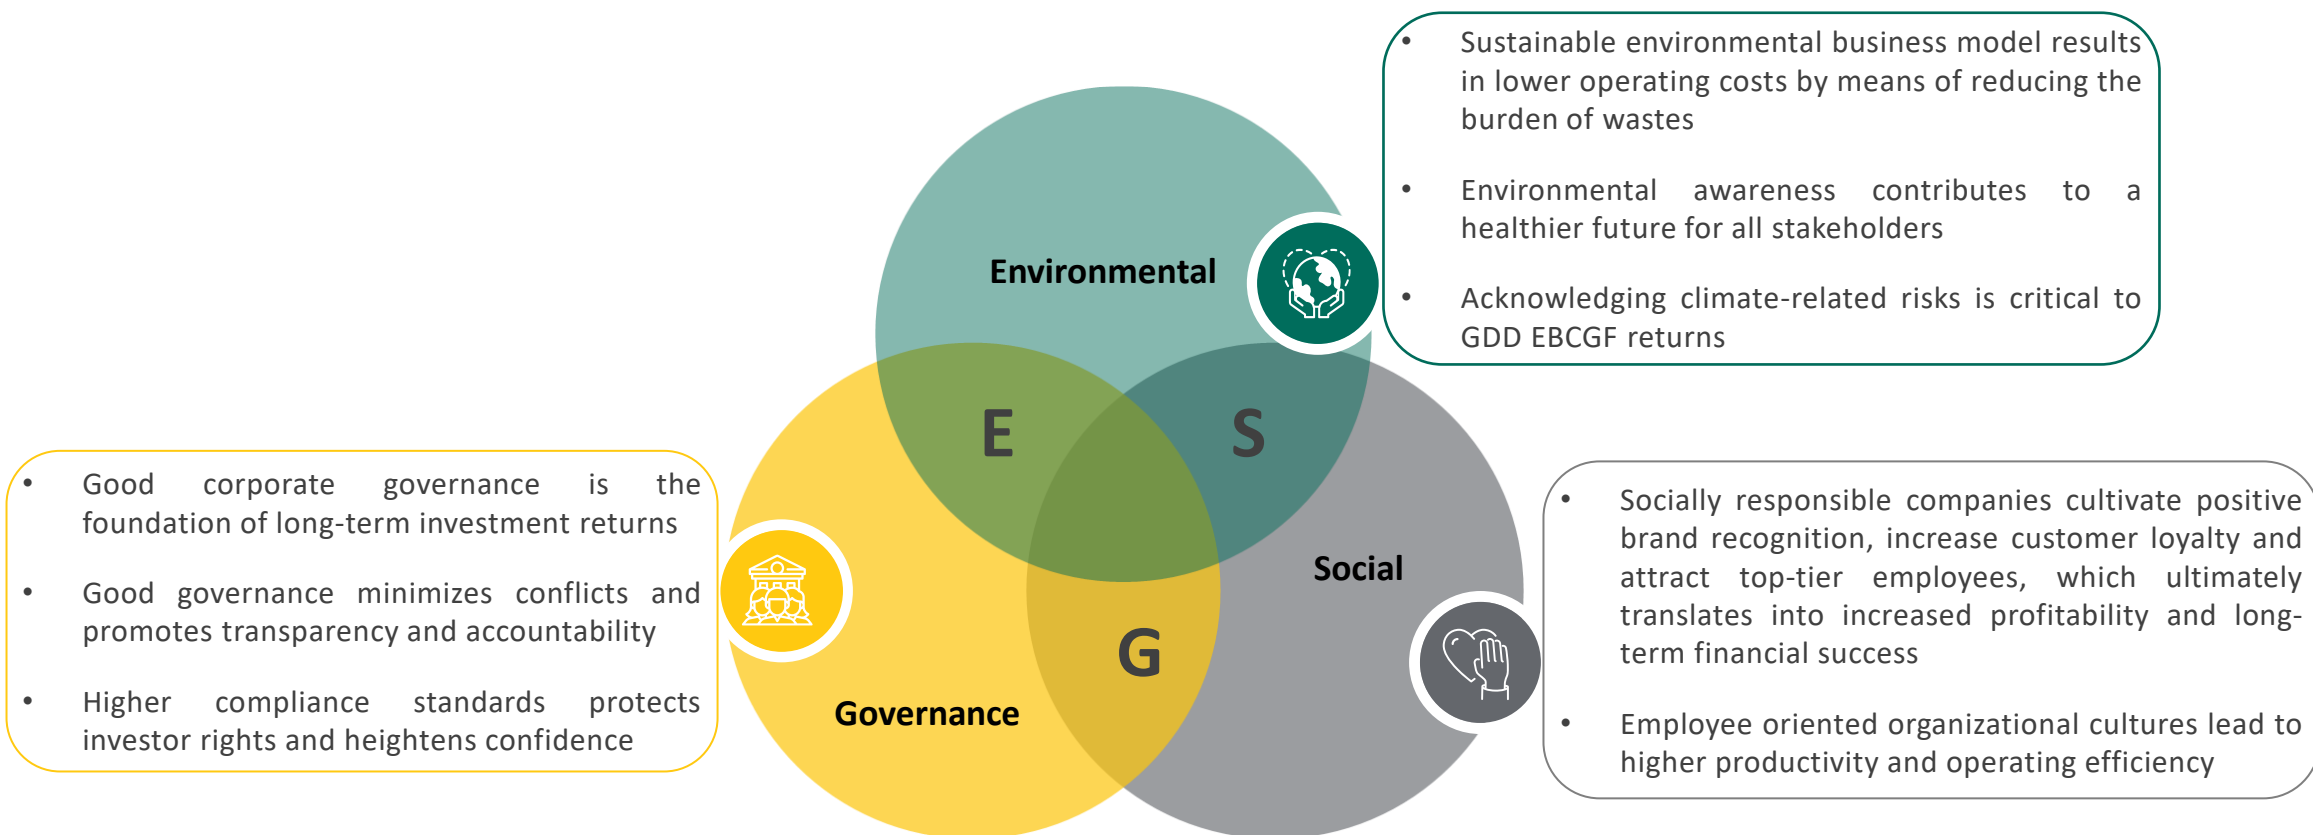 • Sustainable environmental business model results
in lower operating costs by means of reducing the
burden of wastes
• Environmental awareness contributes to a
healthier future for all stakeholders
• Acknowledging climate-related risks is critical to
GDD EBCGF returns
Environmental
E
S
G
Social
Governance
• Good corporate governance is the
foundation of long-term investment returns
• Good governance minimizes conflicts and
promotes transparency and accountability
• Higher compliance standards protects
investor rights and heightens confidence
• Socially responsible companies cultivate positive
brand recognition, increase customer loyalty and
attract top-tier employees, which ultimately
translates into increased profitability and long-
term financial success
• Employee oriented organizational cultures lead to
higher productivity and operating efficiency